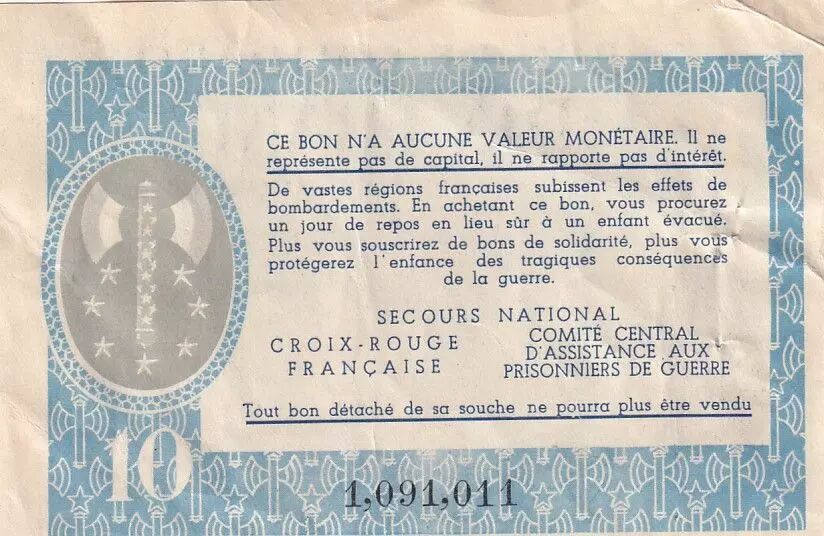 CE BON N'A AUCUNE VALEUR MONÉTAIRE. Il ne
représente pas de capital, il ne rapporte pas d'intérêt.
De vastes régions françaises subissent les effets de
bombardements. En achetant ce bon, vous procurez
un jour de repos en lieu sûr à un enfant évacué.
Plus vous souscrirez de bons de solidarité, plus vous
protégerez l'enfance des tragiques conséquences
de la guerre.
SECOURS NATIONAL
CROIX-ROUGE
FRANÇAISE
COMITÉ CENTRAL
D'ASSISTANCE AUX
PRISONNIERS DE GUERRE
Tout bon détaché de sa souche ne pourra plus être vendu
10
1,091,011